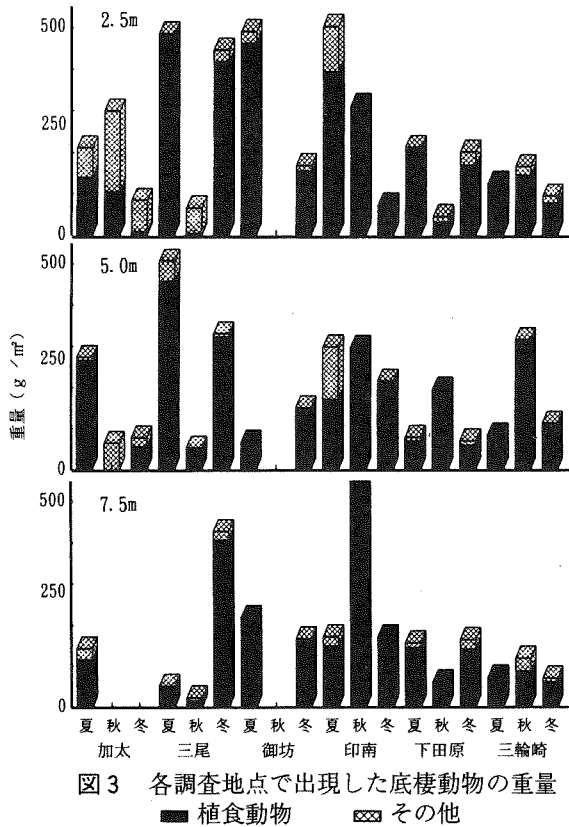 500
2.5m
250
0
500
5.0m
250
0
重量(g/㎡)
500
7.5m
250
0
夏 秋 冬 夏 秋 冬 夏 秋 冬 夏 秋 冬 夏 秋 冬 夏 秋 冬
加太 三尾 御坊 印南 下田原 三輪崎
図3 各調査地点で出現した底棲動物の重量
植食動物 その他